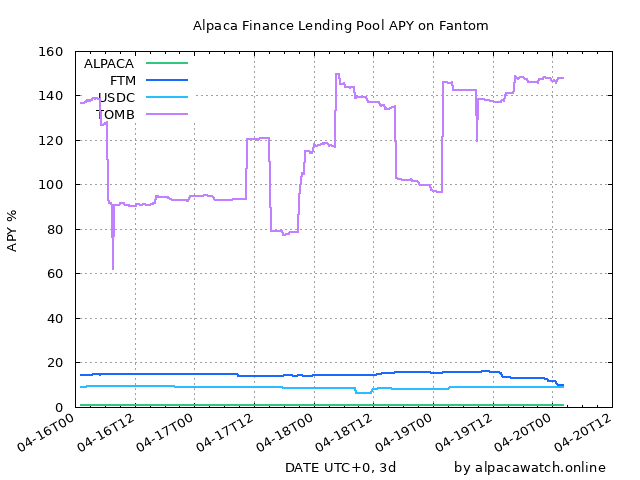 Alpaca Finance Lending Pool APY on Fantom
160
140
120
100
80
60
40
20
0
APY %
ALPACA
FTM
USDC
TOMB
04-16T00
04-16T12
04-17T00
04-17T12
04-18T00
04-18T12
04-19T00
04-19T12
04-20T00
04-20T12
DATE UTC+0, 3d
by alpacawatch.online